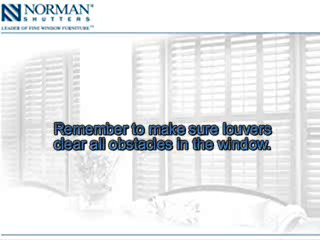 NORMAN®
SHUTTERS
LEADER OF FINE WINDOW FURNITURE™
Remember to make sure louvers
clear all obstacles in the window.